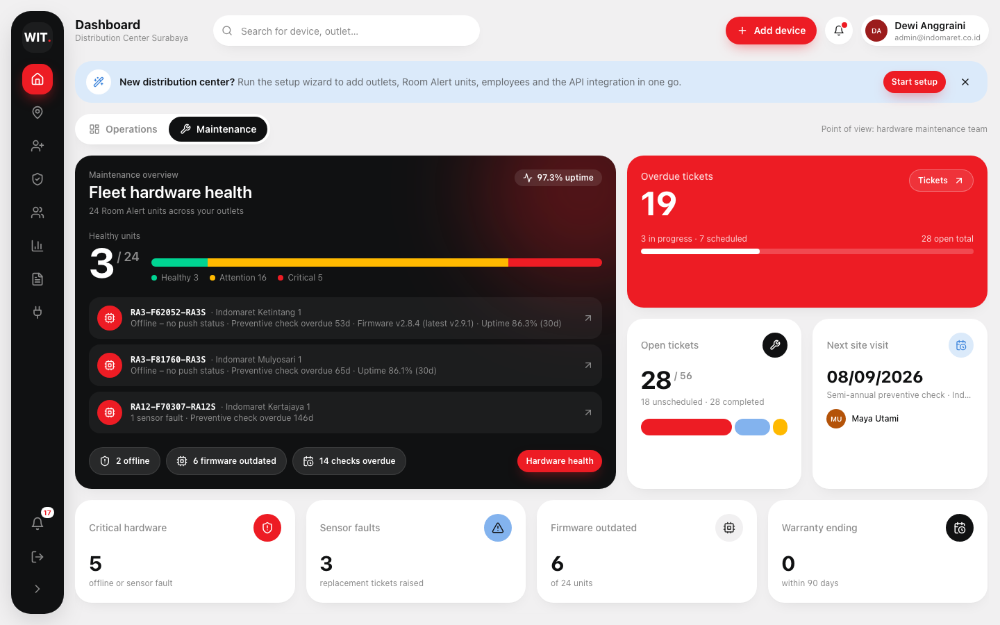 WIT.
Dashboard
Distribution Center Surabaya
Search for device, outlet...
Add device
DA
Dewi Anggraini
admin@indomaret.co.id
New distribution center? Run the setup wizard to add outlets, Room Alert units, employees and the API integration in one go.
Start setup
Operations
Maintenance
Point of view: hardware maintenance team
Maintenance overview
Fleet hardware health
24 Room Alert units across your outlets
97.3% uptime
Healthy units
3 / 24
Healthy 3
Attention 16
Critical 5
RA3-F62052-RA3S · Indomaret Ketintang 1
Offline – no push status · Preventive check overdue 53d · Firmware v2.8.4 (latest v2.9.1) · Uptime 86.3% (30d)
RA3-F81760-RA3S · Indomaret Mulyosari 1
Offline – no push status · Preventive check overdue 65d · Uptime 86.1% (30d)
RA12-F70307-RA12S · Indomaret Kertajaya 1
1 sensor fault · Preventive check overdue 146d
2 offline
6 firmware outdated
14 checks overdue
Hardware health
Overdue tickets
19
Tickets
3 in progress · 7 scheduled
28 open total
Open tickets
28 / 56
18 unscheduled · 28 completed
Next site visit
08/09/2026
Semi-annual preventive check · Ind...
MU
Maya Utami
17
Critical hardware
5
offline or sensor fault
Sensor faults
3
replacement tickets raised
Firmware outdated
6
of 24 units
Warranty ending
0
within 90 days